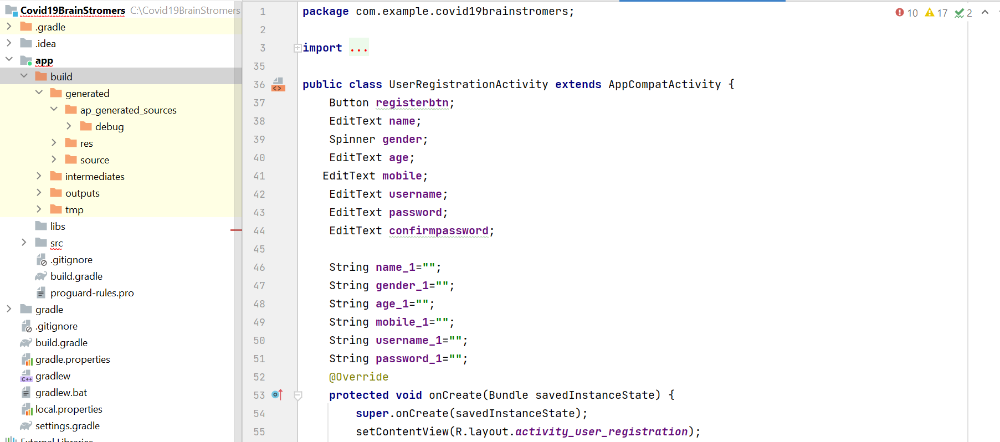 Covid19BrainStromers C:\Covid19BrainStromers
.gradle
.idea
app
build
generated
ap_generated_sources
debug
res
source
intermediates
outputs
tmp
libs
src
.gitignore
build.gradle
proguard-rules.pro
gradle
.gitignore
build.gradle
gradle.properties
C++
gradlew
gradlew.bat
local.properties
settings.gradle
External Libraries
10 17 2
1 package com.example.covid19brainstromers;
2
3 import ...
35
36 public class UserRegistrationActivity extends AppCompatActivity {
37 Button registerbtn;
38 EditText name;
39 Spinner gender;
40 EditText age;
41 EditText mobile;
42 EditText username;
43 EditText password;
44 EditText confirmpassword;
45
46 String name_1="";
47 String gender_1="";
48 String age_1="";
49 String mobile_1="";
50 String username_1="";
51 String password_1="";
52 @Override
53 protected void onCreate(Bundle savedInstanceState) {
54 super.onCreate(savedInstanceState);
55 setContentView(R.layout.activity_user_registration);